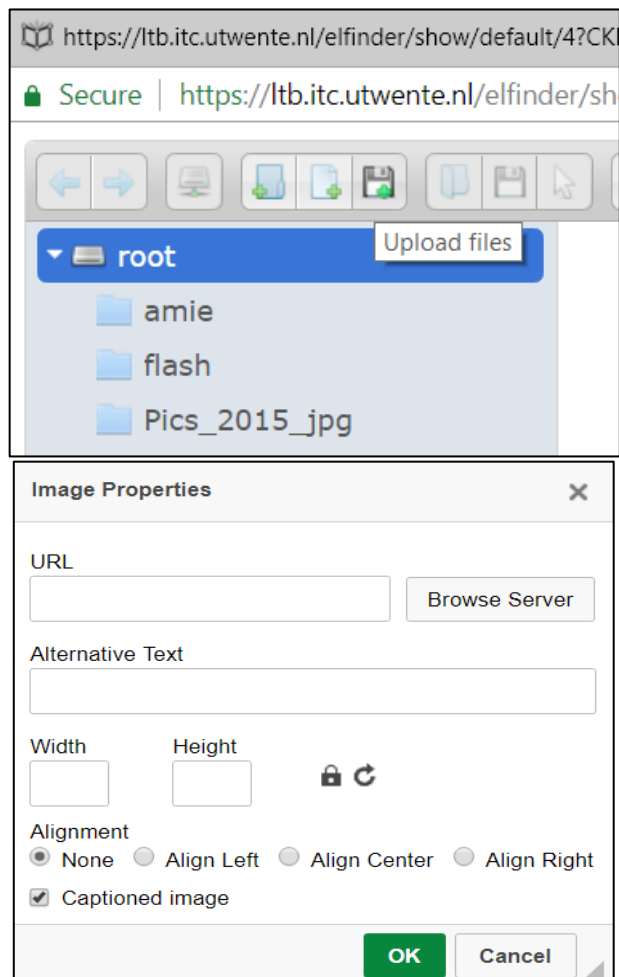 https://ltb.itc.utwente.nl/elfinder/show/default/4?CK
Secure | https://ltb.itc.utwente.nl/elfinder/sh
Upload files
root
amie
flash
Pics_2015_jpg
Image Properties
URL
Browse Server
Alternative Text
Width Height
Alignment
None Align Left Align Center Align Right
Captioned image
OK Cancel